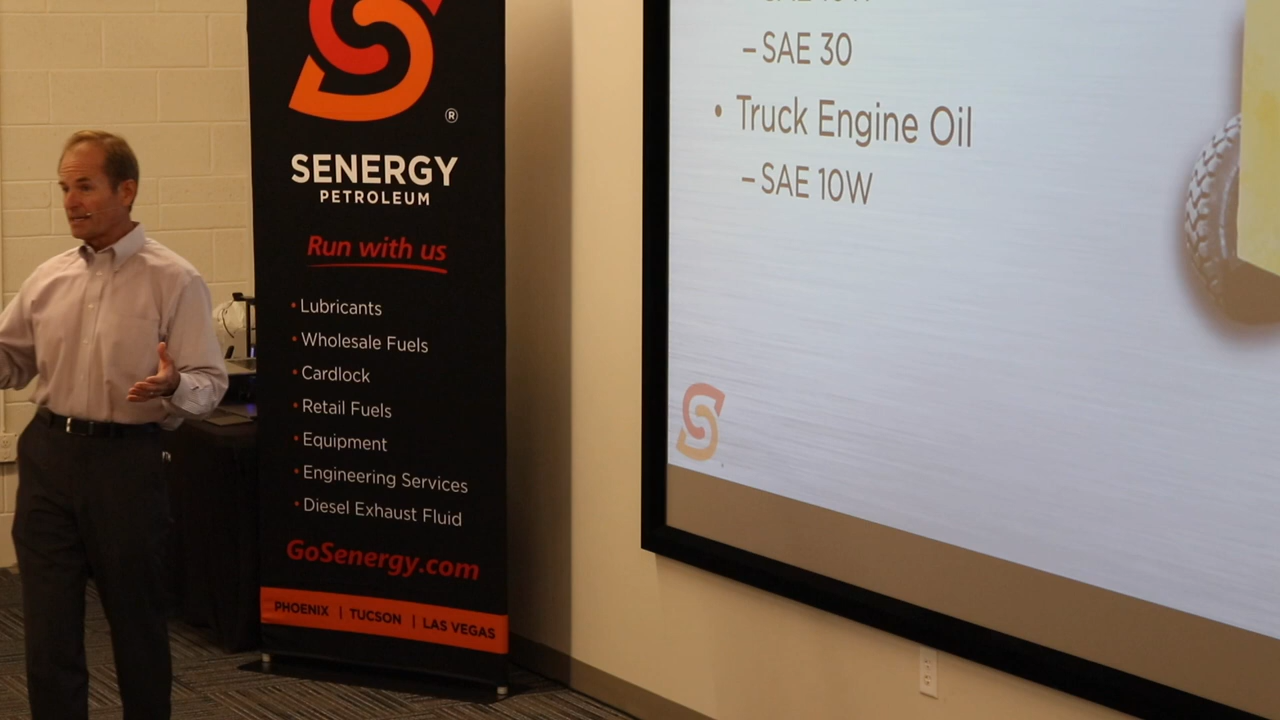 ®
SENERGY
PETROLEUM
Run with us
• Lubricants
• Wholesale Fuels
• Cardlock
• Retail Fuels
• Equipment
• Engineering Services
• Diesel Exhaust Fluid
GoSenergy.com
PHOENIX | TUCSON | LAS VEGAS
– SAE 30
• Truck Engine Oil
– SAE 10W